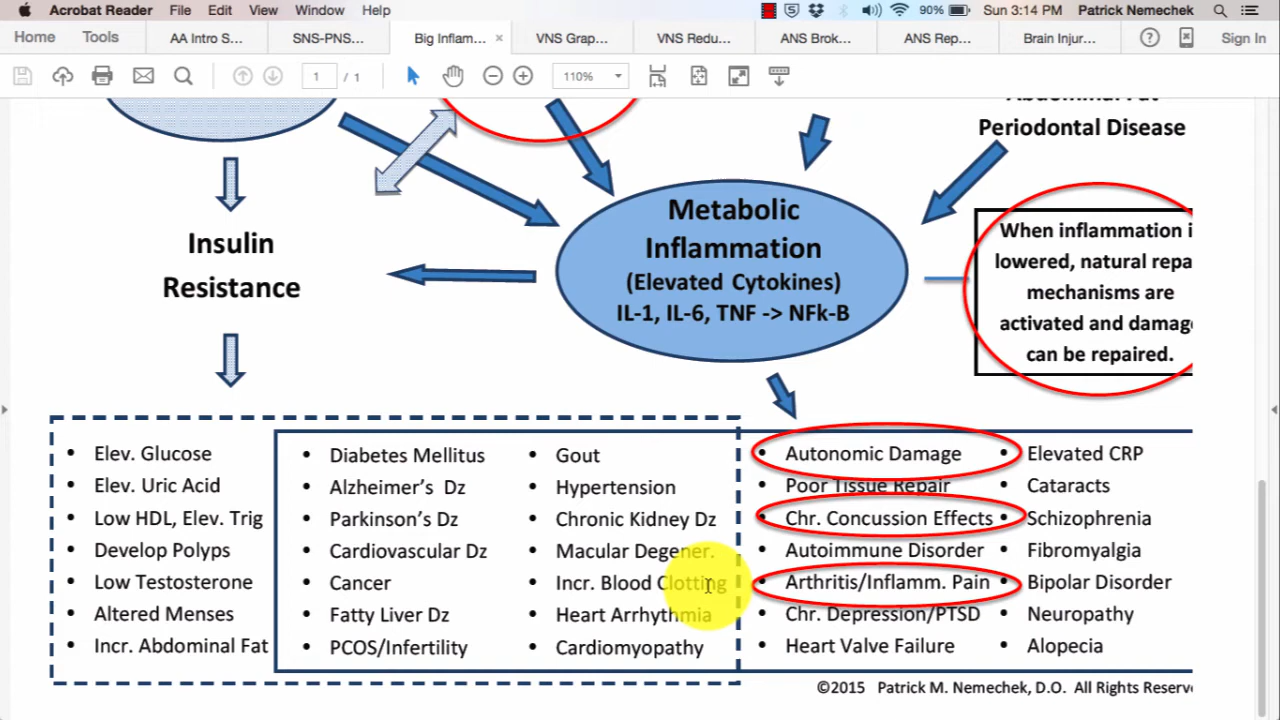 Acrobat Reader File Edit View Window Help 90% Sun 3:14 PM Patrick Nemechek
Home Tools AA Intro S... SNS-PNS... Big Inflam... × VNS Grap... VNS Redu... ANS Brok... ANS Rep... Brain Injur... Sign In
1 / 1 110%
Periodontal Disease
Metabolic
Inflammation
(Elevated Cytokines)
IL-1, IL-6, TNF -> NFk-B
Insulin
Resistance
When inflammation i
lowered, natural repa
mechanisms are
activated and damag
can be repaired.
• Elev. Glucose
• Elev. Uric Acid
• Low HDL, Elev. Trig
• Develop Polyps
• Low Testosterone
• Altered Menses
• Incr. Abdominal Fat
• Diabetes Mellitus
• Alzheimer's Dz
• Parkinson's Dz
• Cardiovascular Dz
• Cancer
• Fatty Liver Dz
• PCOS/Infertility
• Gout
• Hypertension
• Chronic Kidney Dz
• Macular Degener.
• Incr. Blood Clotting
• Heart Arrhythmia
• Cardiomyopathy
• Autonomic Damage
• Poor Tissue Repair
• Chr. Concussion Effects
• Autoimmune Disorder
• Arthritis/Inflamm. Pain
• Chr. Depression/PTSD
• Heart Valve Failure
• Elevated CRP
• Cataracts
• Schizophrenia
• Fibromyalgia
• Bipolar Disorder
• Neuropathy
• Alopecia
©2015 Patrick M. Nemechek, D.O. All Rights Reserve